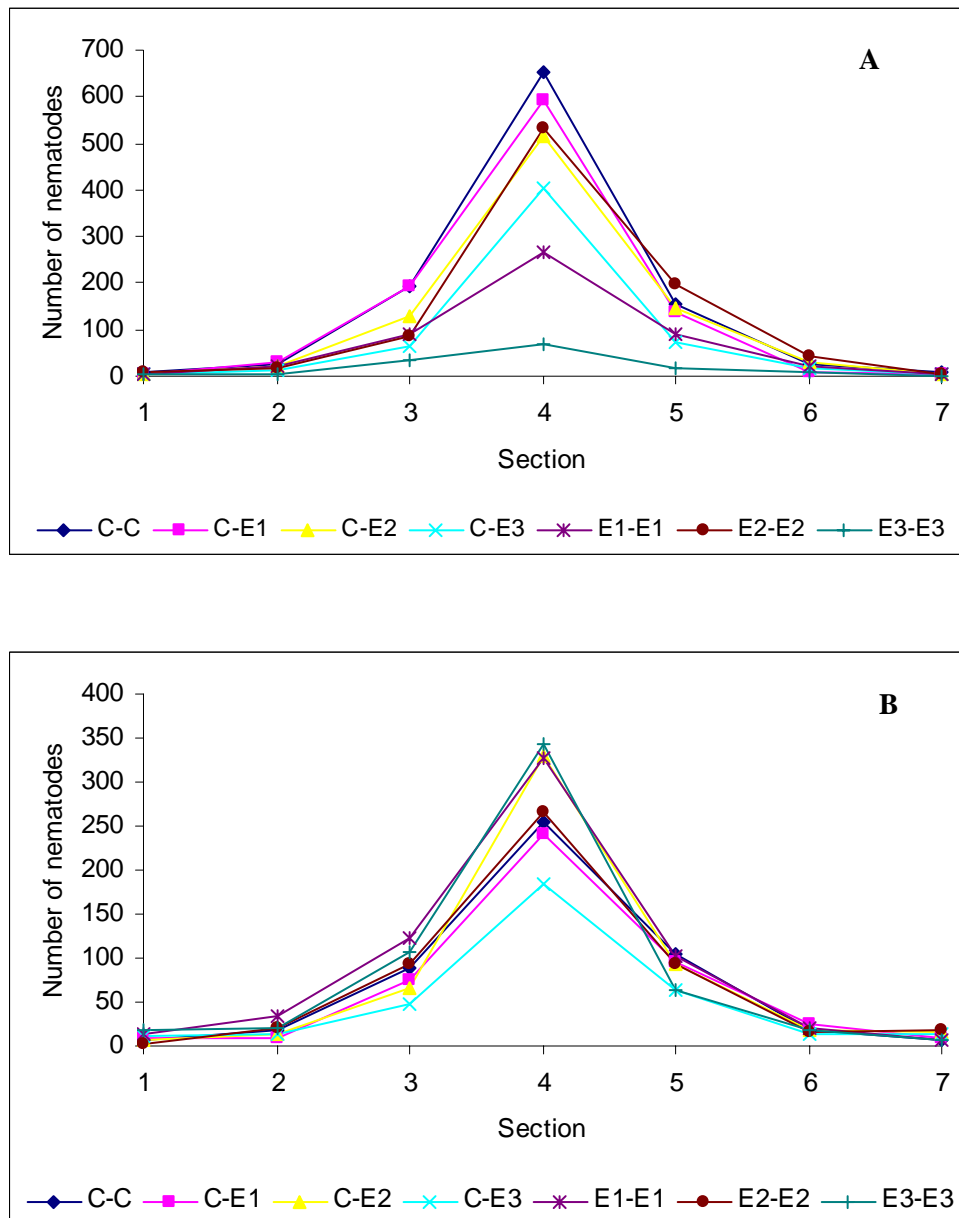 A
Number of nematodes
700
600
500
400
300
200
100
0
1 2 3 4 5 6 7
Section
C-C C-E1 C-E2 C-E3 E1-E1 E2-E2 E3-E3
B
Number of nematodes
400
350
300
250
200
150
100
50
0
1 2 3 4 5 6 7
Section
C-C C-E1 C-E2 C-E3 E1-E1 E2-E2 E3-E3